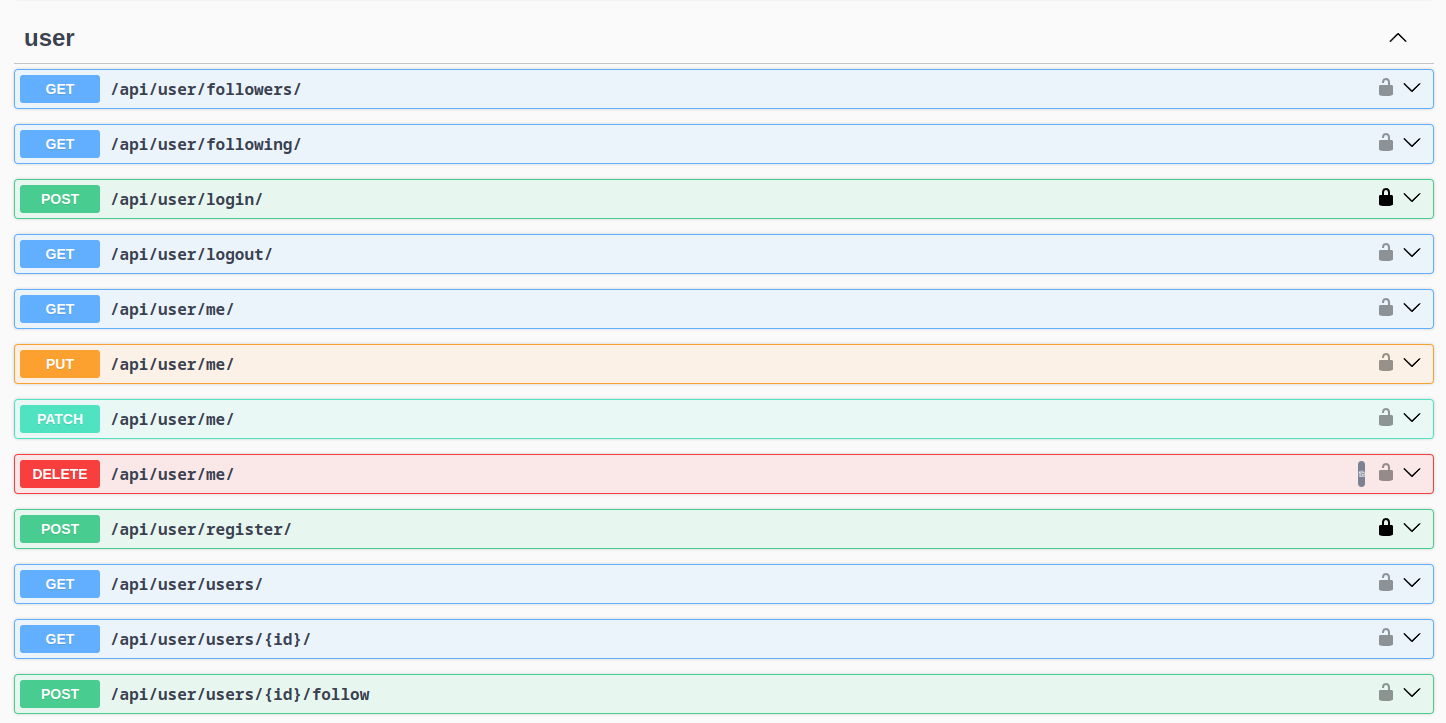 user
GET /api/user/followers/
GET /api/user/following/
POST /api/user/login/
GET /api/user/logout/
GET /api/user/me/
PUT /api/user/me/
PATCH /api/user/me/
DELETE /api/user/me/
POST /api/user/register/
GET /api/user/users/
GET /api/user/users/{id}/
POST /api/user/users/{id}/follow